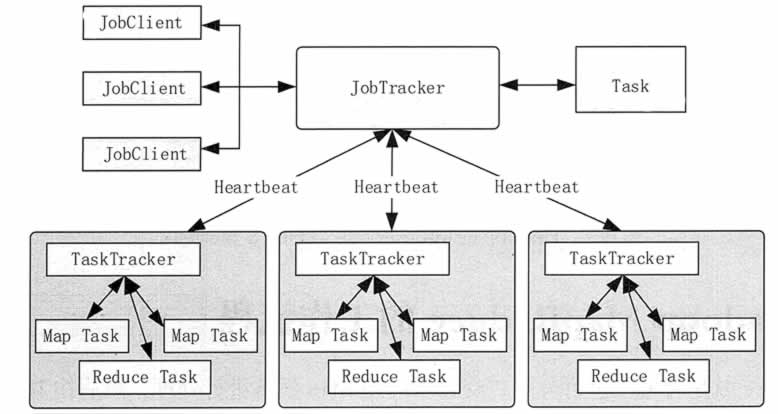 JobClient
JobClient
JobClient
JobTracker
Task
Heartbeat
Heartbeat
Heartbeat
TaskTracker
Map Task
Map Task
Reduce Task
TaskTracker
Map Task
Map Task
Reduce Task
TaskTracker
Map Task
Map Task
Reduce Task